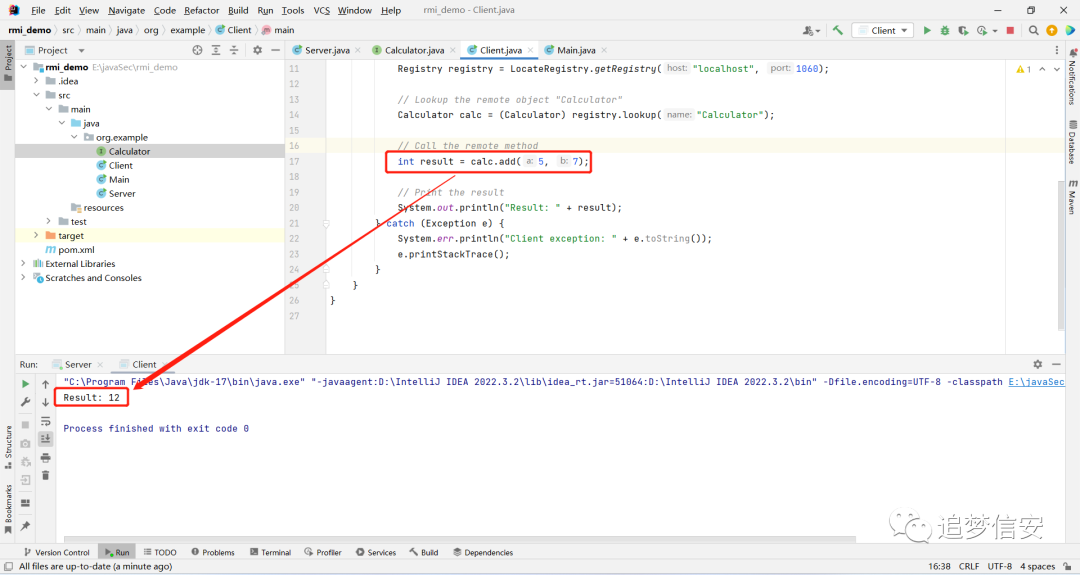 File Edit View Navigate Code Refactor Build Run Tools VCS Window Help rmi_demo - Client.java
rmi_demo src main java org example Client main
Client
Project
Server.java Calculator.java Client.java Main.java
rmi_demo E:\javaSec\rmi_demo
.idea
src
main
java
org.example
Calculator
Client
Main
Server
resources
test
target
pom.xml
External Libraries
Scratches and Consoles
11 Registry registry = LocateRegistry.getRegistry( host: "localhost", port: 1060);
1
12
13 // Lookup the remote object "Calculator"
14 Calculator calc = (Calculator) registry.lookup( name: "Calculator");
15
16 // Call the remote method
17 int result = calc.add( a: 5, b: 7);
18
19 // Print the result
20 System.out.println("Result: " + result);
21 } catch (Exception e) {
22 System.err.println("Client exception: " + e.toString());
23 e.printStackTrace();
24 }
25 }
26 }
27
Project
Notifications
Database
m Maven
Run: Server Client
"C:\Program Files\Java\jdk-17\bin\java.exe" "-javaagent:D:\IntelliJ IDEA 2022.3.2\lib\idea_rt.jar=51064:D:\IntelliJ IDEA 2022.3.2\bin" -Dfile.encoding=UTF-8 -classpath E:\javaSec
Result: 12
Process finished with exit code 0
Structure
Bookmarks
追梦信安
Version Control Run TODO Problems Terminal Profiler Services Build Dependencies
All files are up-to-date (a minute ago) 16:38 CRLF UTF-8 4 spaces